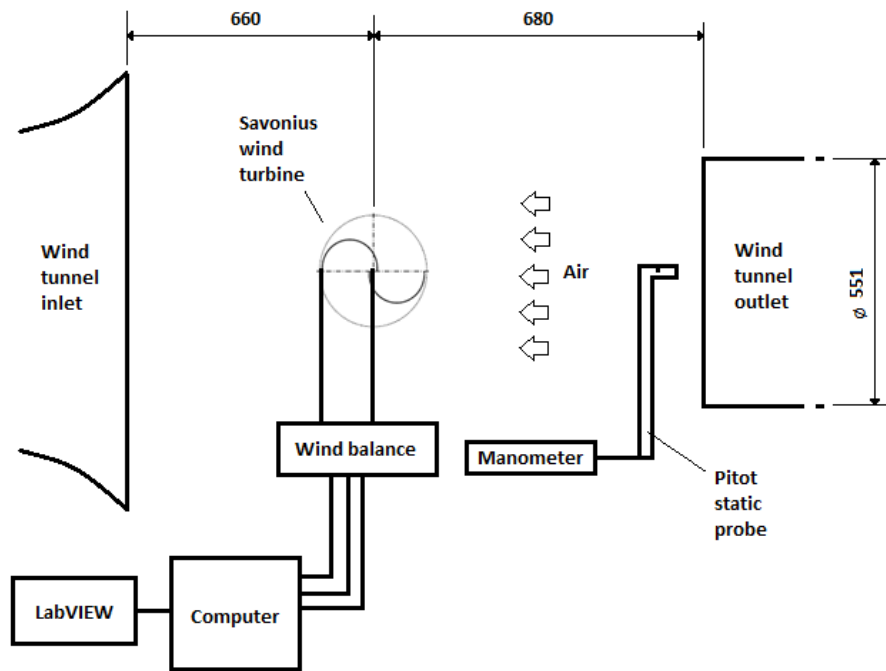 660
680
Savonius
wind
turbine
Wind
tunnel
inlet
Air
Wind
tunnel
outlet
⌀ 551
Wind balance
Manometer
Pitot
static
probe
LabVIEW
Computer